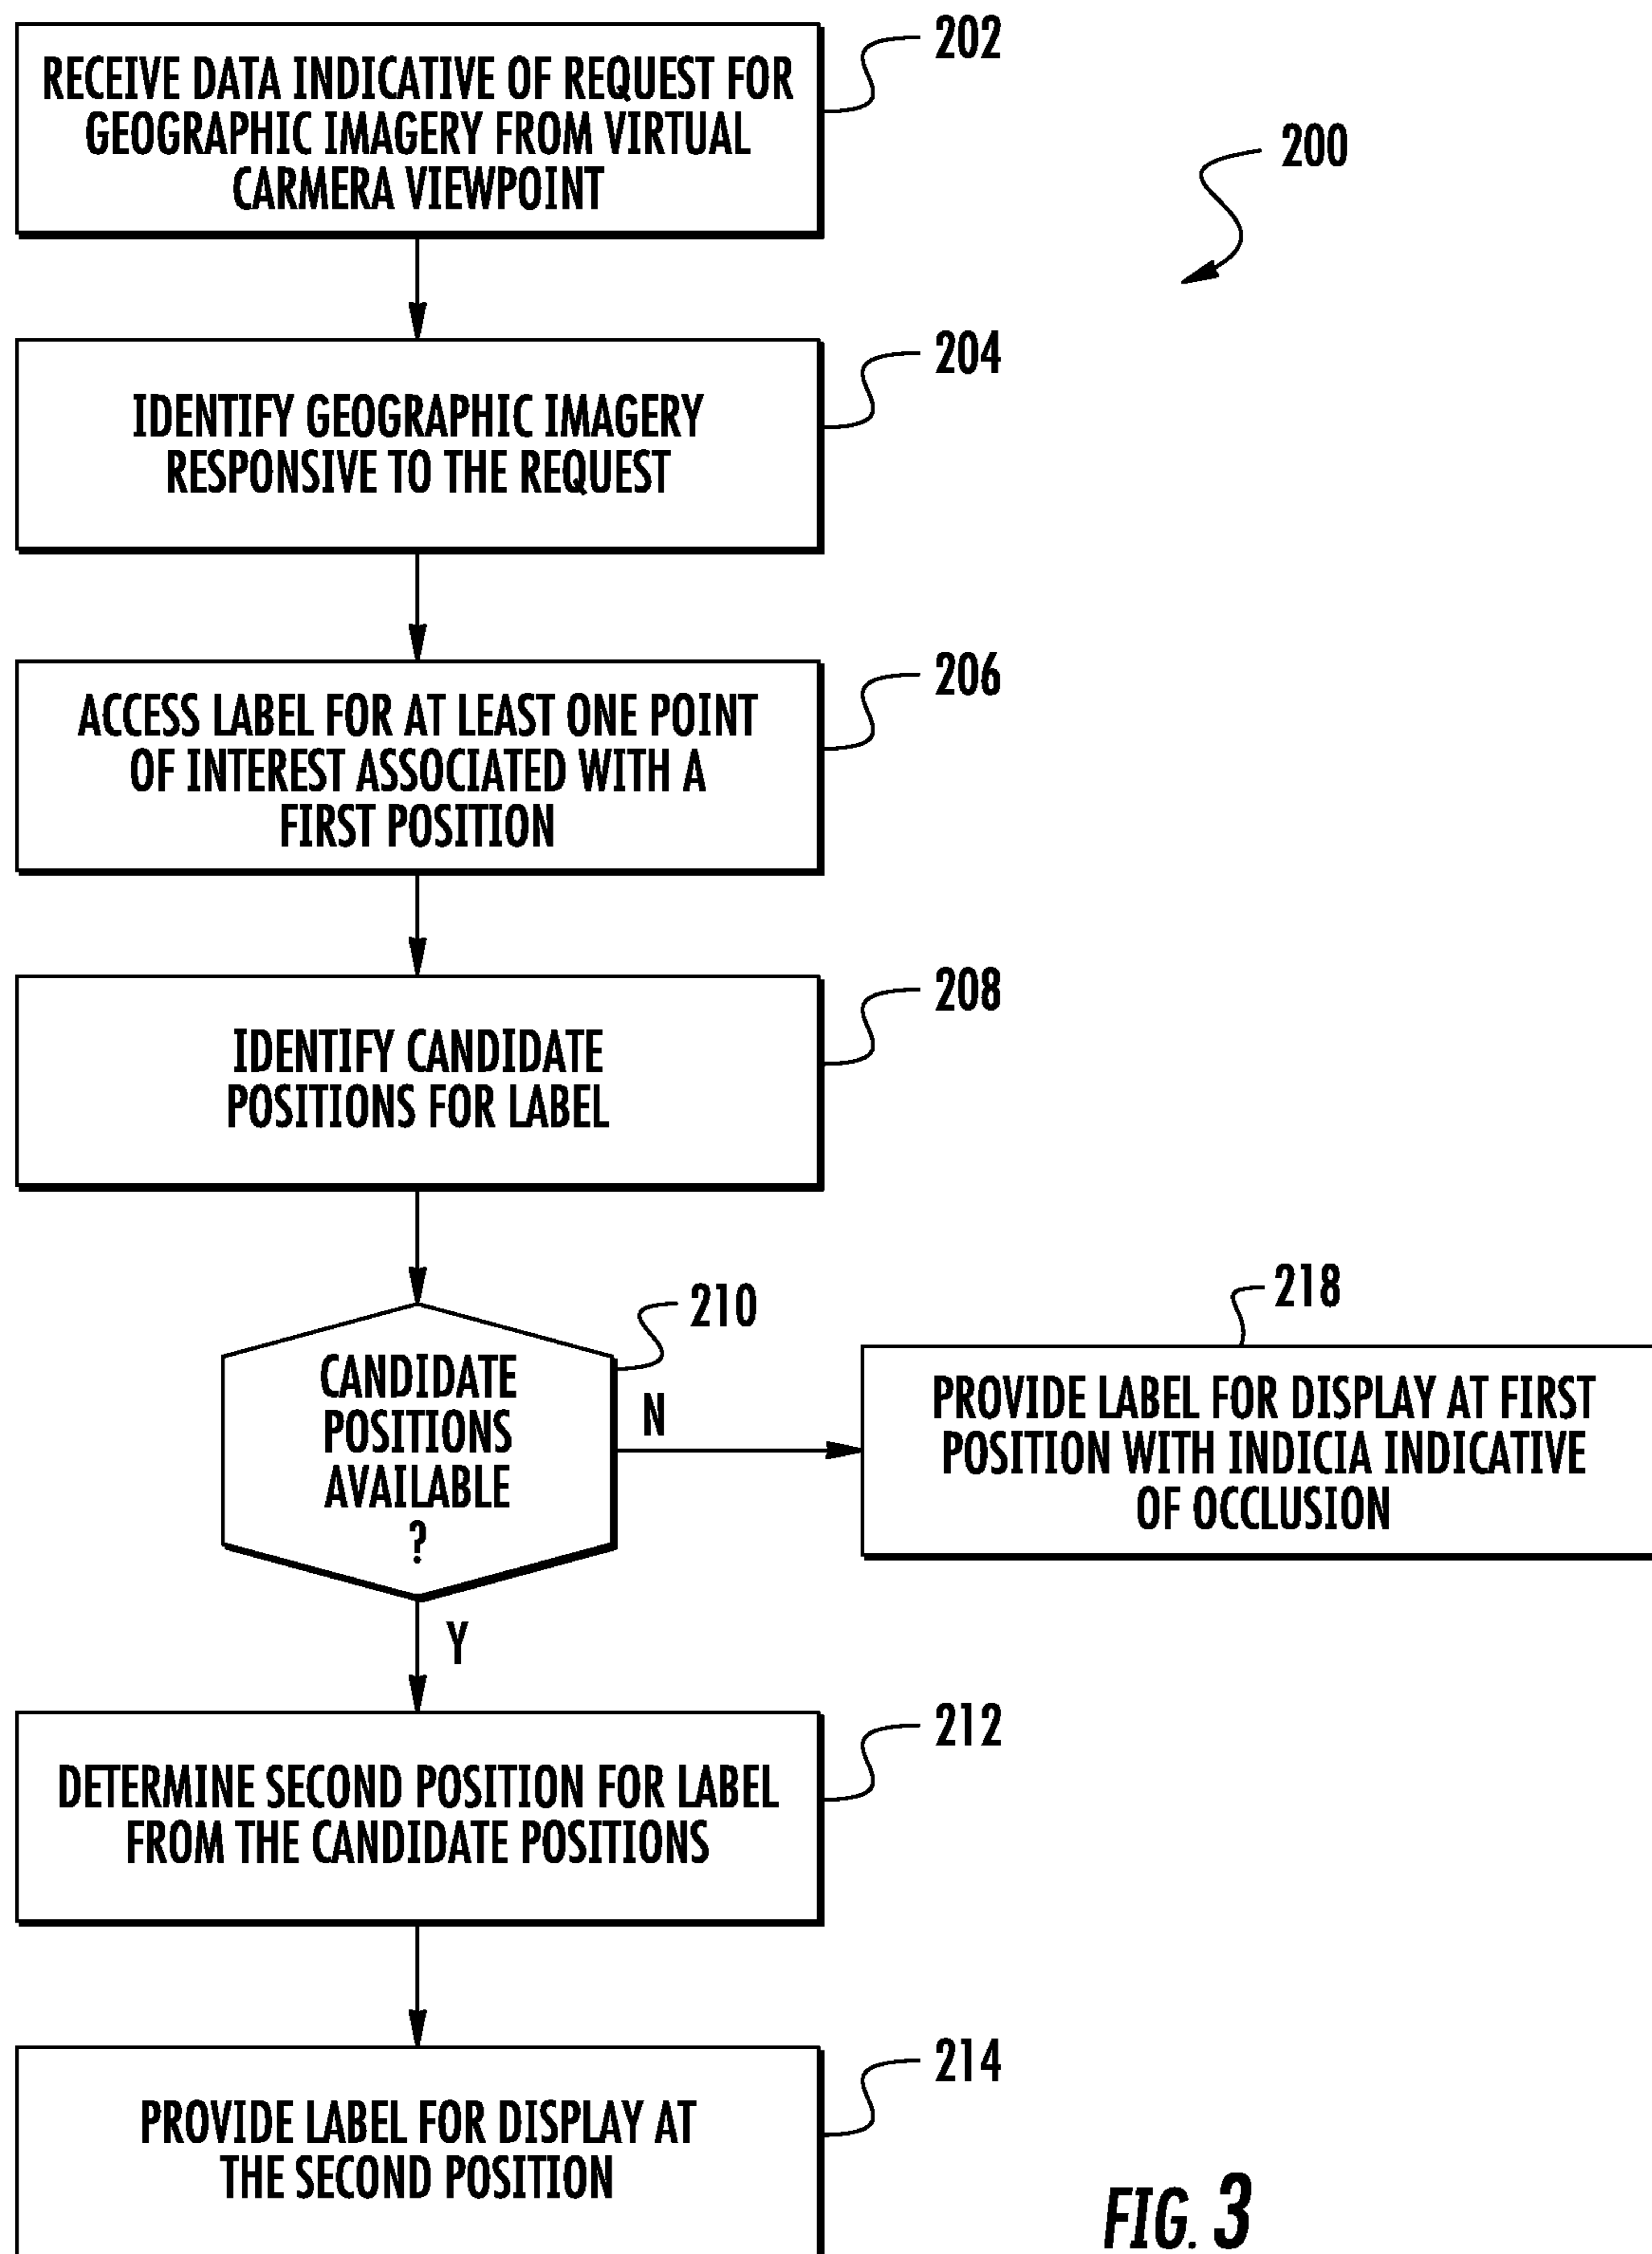 RECEIVE DATA INDICATIVE OF REQUEST FOR
GEOGRAPHIC IMAGERY FROM VIRTUAL
CARMERA VIEWPOINT
202
200
IDENTIFY GEOGRAPHIC IMAGERY
RESPONSIVE TO THE REQUEST
204
ACCESS LABEL FOR AT LEAST ONE POINT
OF INTEREST ASSOCIATED WITH A
FIRST POSITION
206
IDENTIFY CANDIDATE
POSITIONS FOR LABEL
208
CANDIDATE
POSITIONS
AVAILABLE
?
210
N
218
PROVIDE LABEL FOR DISPLAY AT FIRST
POSITION WITH INDICIA INDICATIVE
OF OCCLUSION
Y
DETERMINE SECOND POSITION FOR LABEL
FROM THE CANDIDATE POSITIONS
212
PROVIDE LABEL FOR DISPLAY AT
THE SECOND POSITION
214
FIG. 3